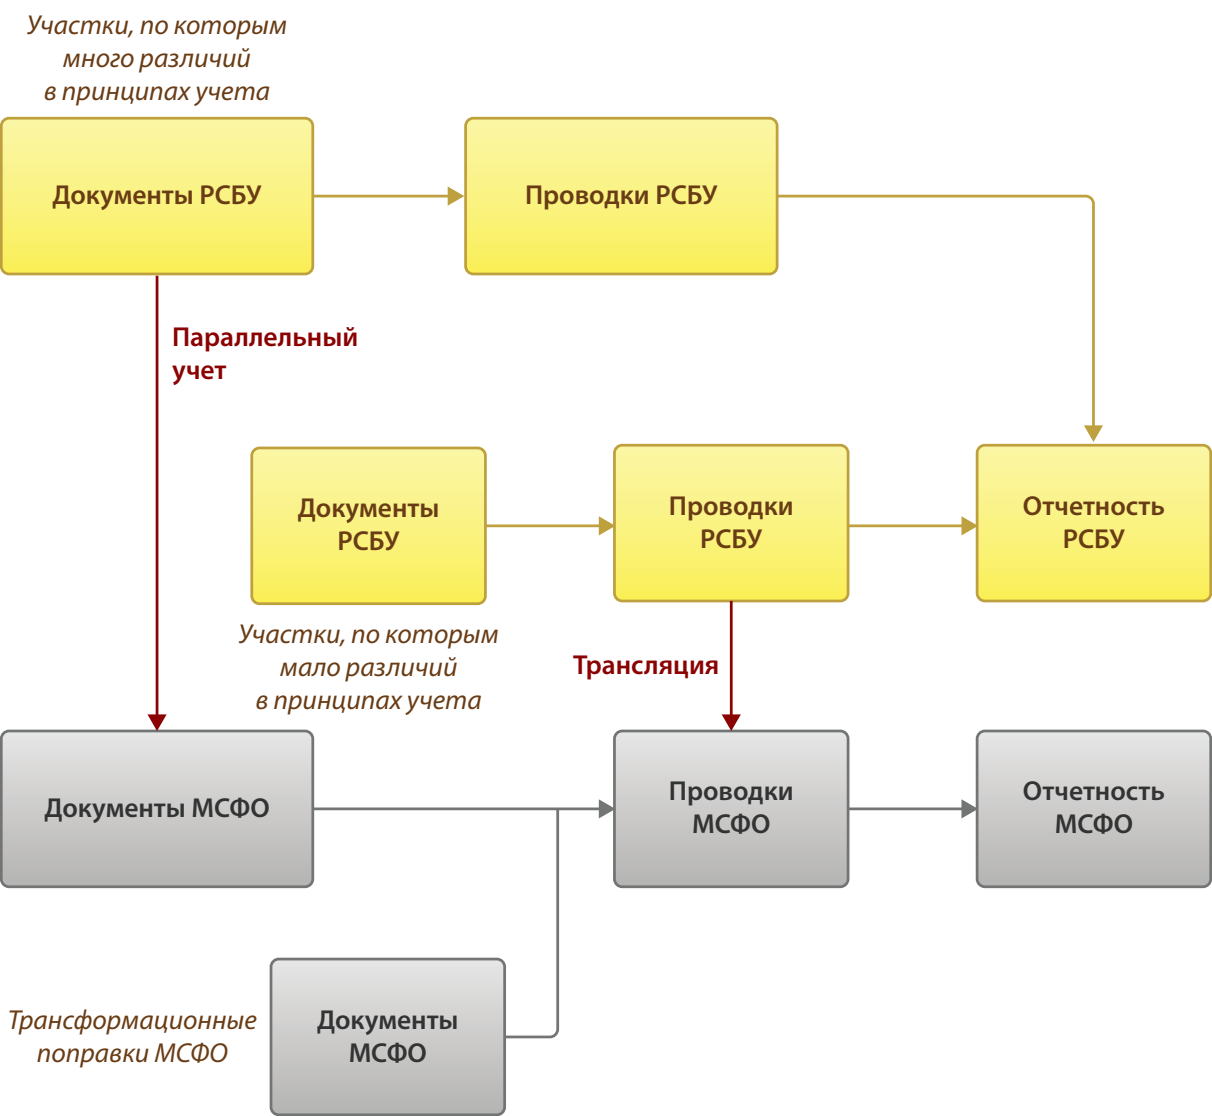 Участки, по которым
много различий
в принципах учета
Документы РСБУ
Проводки РСБУ
Параллельный
учет
Документы
РСБУ
Проводки
РСБУ
Отчетность
РСБУ
Участки, по которым
мало различий
в принципах учета
Трансляция
Документы МСФО
Проводки
МСФО
Отчетность
МСФО
Трансформационные
поправки МСФО
Документы
МСФО